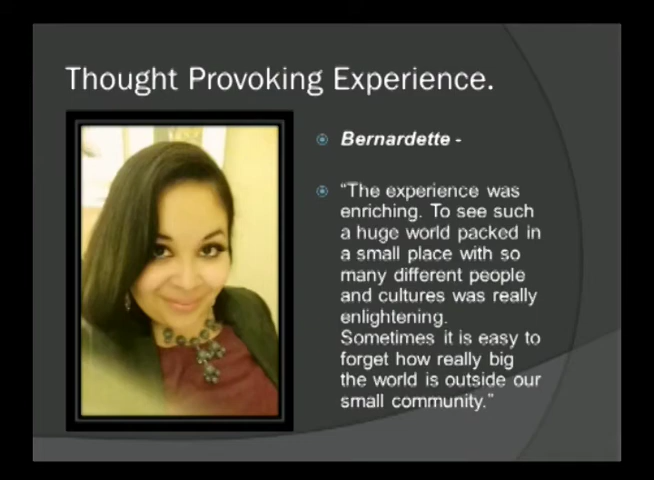 Thought Provoking Experience.
Bernardette -
“The experience was
enriching. To see such
a huge world packed in
a small place with so
many different people
and cultures was really
enlightening.
Sometimes it is easy to
forget how really big
the world is outside our
small community.”